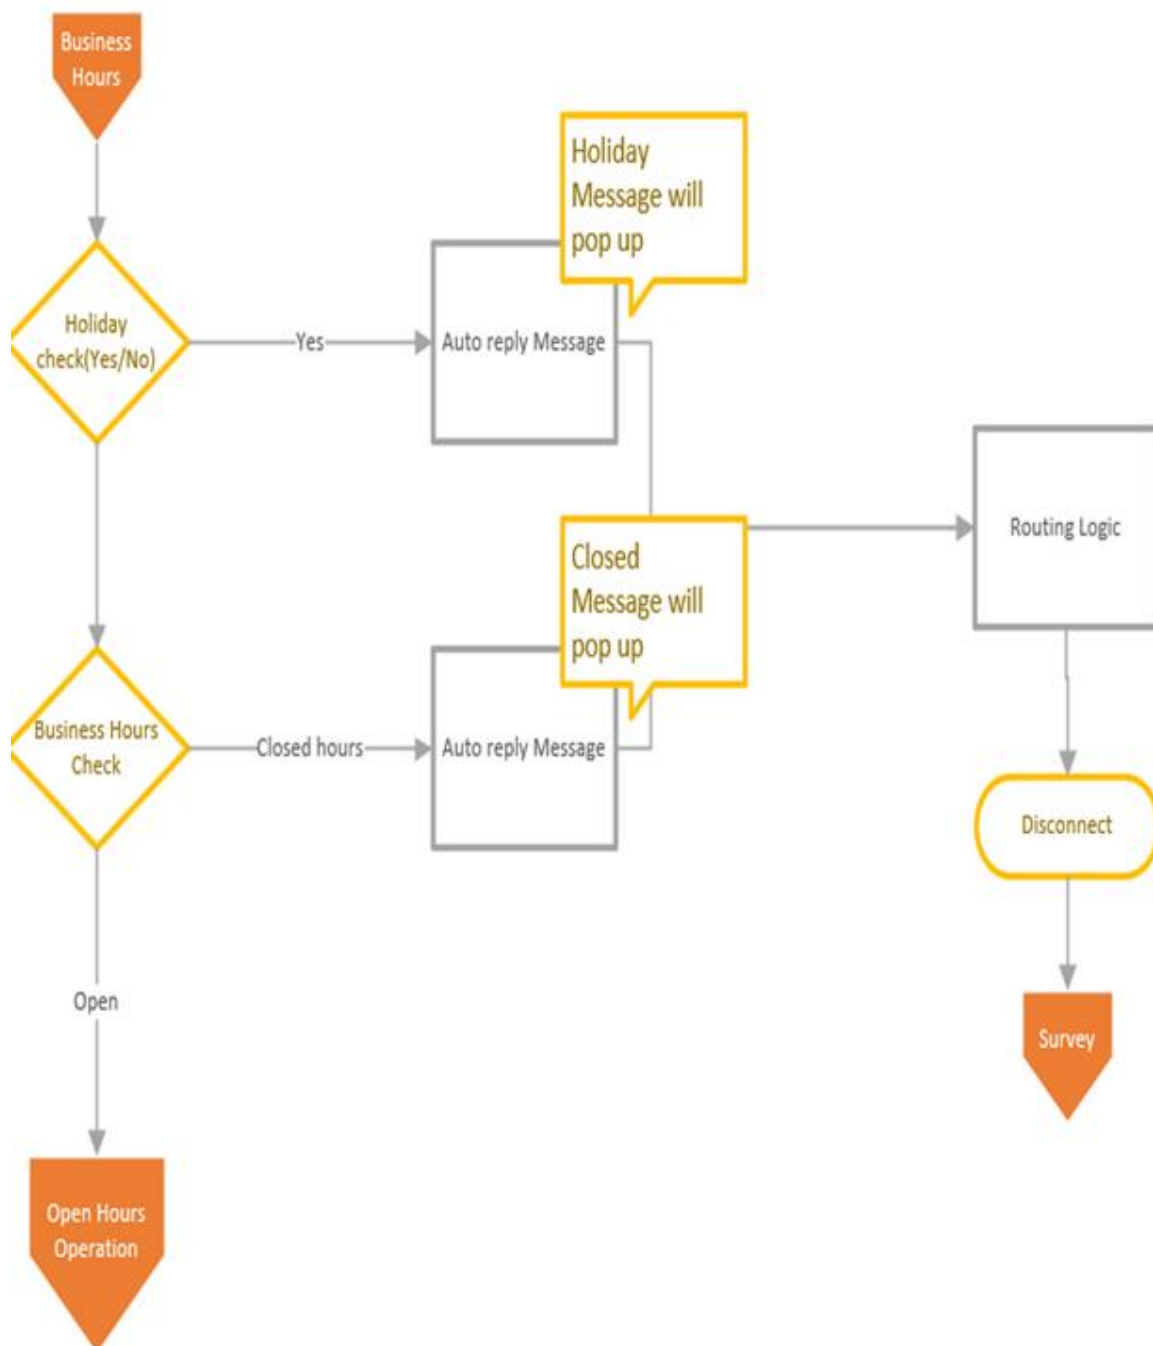 Business
Hours
Holiday
Message will
pop up
Holiday
check(Yes/No)
Yes
Auto reply Message
Closed
Message will
pop up
Routing Logic
Business Hours
Check
Closed hours
Auto reply Message
Disconnect
Open
Survey
Open Hours
Operation